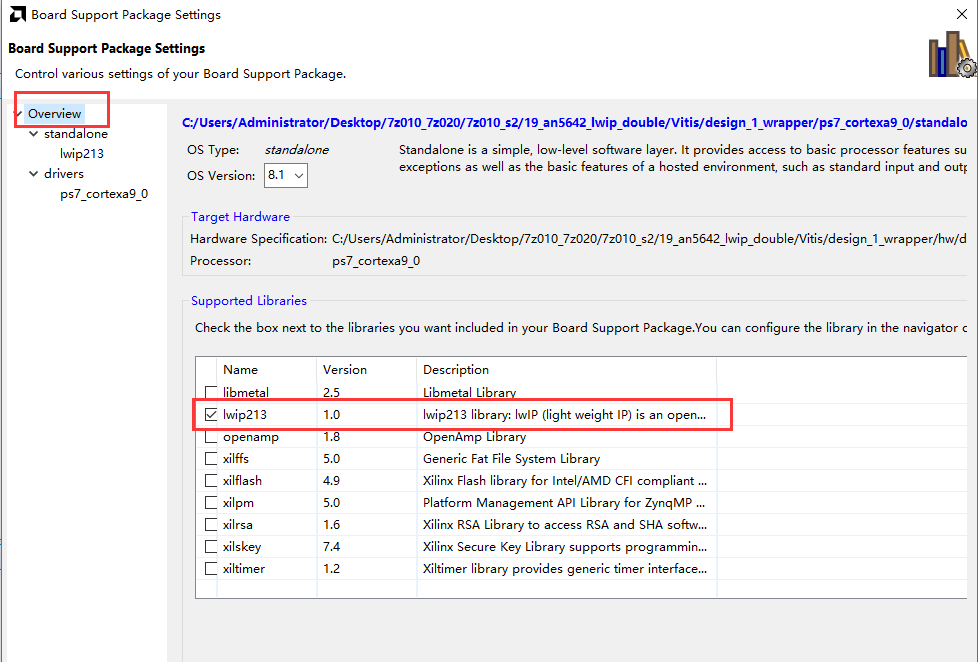 Board Support Package Settings
Board Support Package Settings
Control various settings of your Board Support Package.
Overview
standalone
lwip213
drivers
ps7_cortexa9_0
C:/Users/Administrator/Desktop/7z010_7z020/7z010_s2/19_an5642_lwip_double/Vitis/design_1_wrapper/ps7_cortexa9_0/standalo
OS Type: standalone Standalone is a simple, low-level software layer. It provides access to basic processor features su
OS Version: 8.1 exceptions as well as the basic features of a hosted environment, such as standard input and outp
Target Hardware
Hardware Specification: C:/Users/Administrator/Desktop/7z010_7z020/7z010_s2/19_an5642_lwip_double/Vitis/design_1_wrapper/hw/d
Processor: ps7_cortexa9_0
Supported Libraries
Check the box next to the libraries you want included in your Board Support Package.You can configure the library in the navigator o
Name Version Description
libmetal 2.5 Libmetal Library
lwip213 1.0 lwip213 library: lwIP (light weight IP) is an open...
openamp 1.8 OpenAmp Library
xilffs 5.0 Generic Fat File System Library
xilflash 4.9 Xilinx Flash library for Intel/AMD CFI compliant ...
xilpm 5.0 Platform Management API Library for ZynqMP ...
xilrsa 1.6 Xilinx RSA Library to access RSA and SHA softw...
xilskey 7.4 Xilinx Secure Key Library supports programmin...
xiltimer 1.2 Xiltimer library provides generic timer interface...